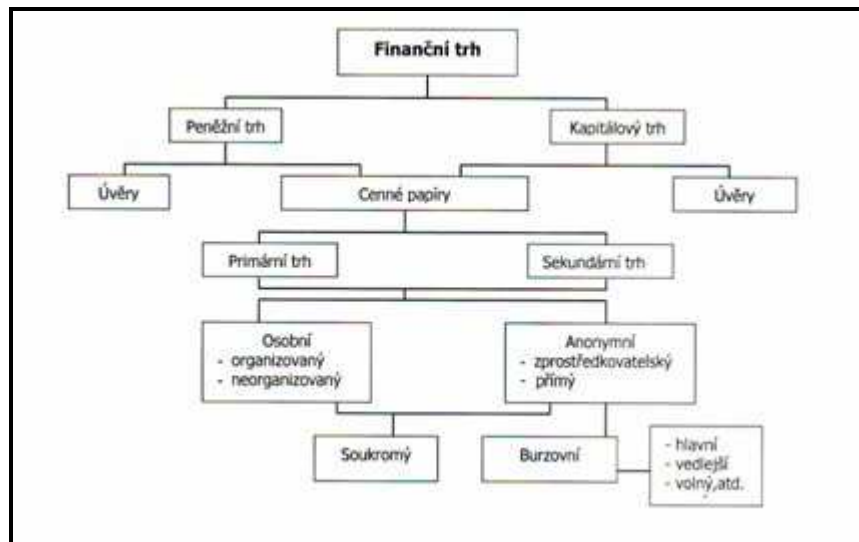 Finanční trh
Peněžní trh
Kapitálový trh
Úvěry
Cenné papíry
Úvěry
Primární trh
Sekundární trh
Osobní
- organizovaný
- neorganizovaný
Anonymní
- zprostředkovatelský
- přímý
Soukromý
Burzovní
- hlavní
- vedlejší
- volný,atd.